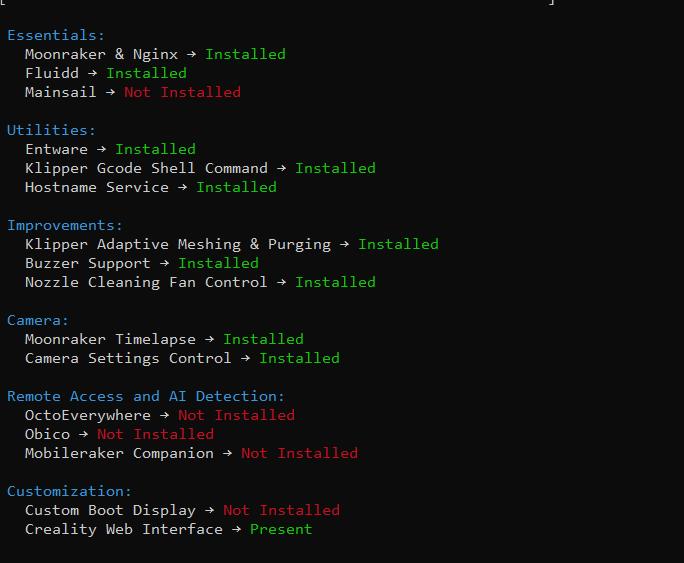 [ ]
Essentials:
Moonraker & Nginx → Installed
Fluidd → Installed
Mainsail → Not Installed
Utilities:
Entware → Installed
Klipper Gcode Shell Command → Installed
Hostname Service → Installed
Improvements:
Klipper Adaptive Meshing & Purging → Installed
Buzzer Support → Installed
Nozzle Cleaning Fan Control → Installed
Camera:
Moonraker Timelapse → Installed
Camera Settings Control → Installed
Remote Access and AI Detection:
OctoEverywhere → Not Installed
Obico → Not Installed
Mobileraker Companion → Not Installed
Customization:
Custom Boot Display → Not Installed
Creality Web Interface → Present